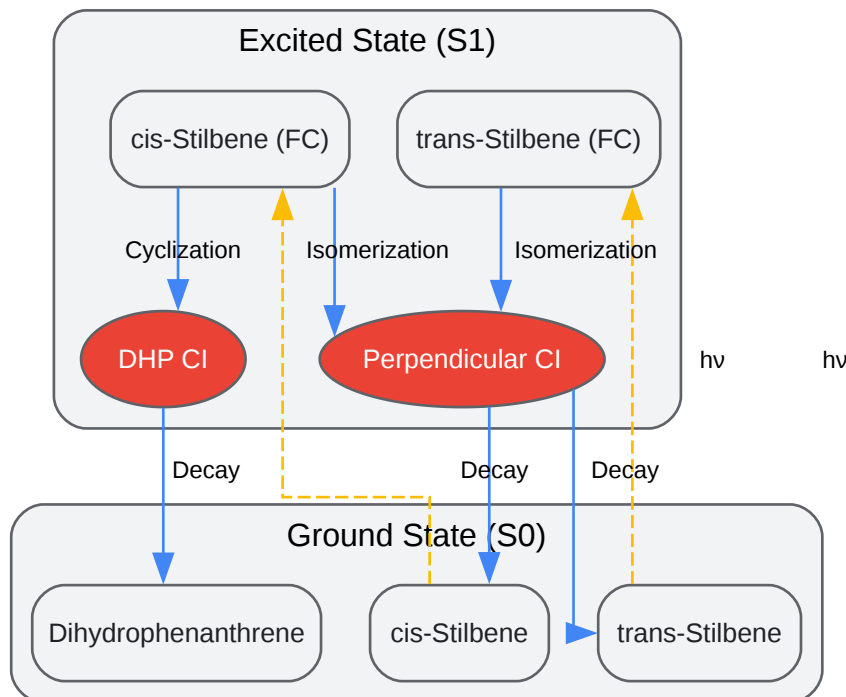 Excited State (S1)
cis-Stilbene (FC)
trans-Stilbene (FC)
Cyclization
Isomerization
Isomerization
DHP CI
Perpendicular CI
hν
hν
Decay
Decay
Decay
Ground State (S0)
Dihydrophenanthrene
cis-Stilbene
trans-Stilbene